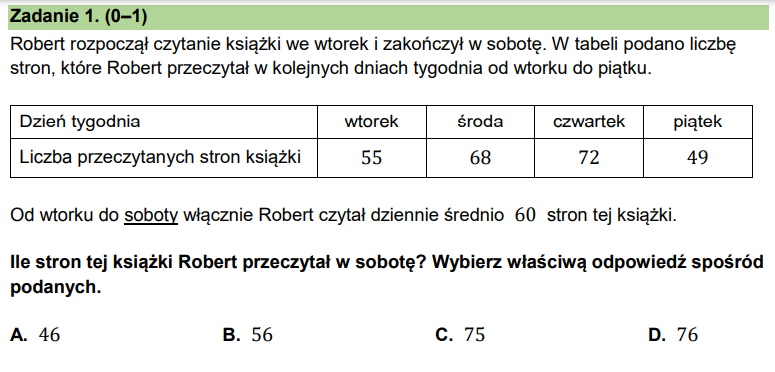 Zadanie 1. (0–1)
Robert rozpoczął czytanie książki we wtorek i zakończył w sobotę. W tabeli podano liczbę
stron, które Robert przeczytał w kolejnych dniach tygodnia od wtorku do piątku.
Dzień tygodnia wtorek środa czwartek piątek
Liczba przeczytanych stron książki 55 68 72 49
Od wtorku do soboty włącznie Robert czytał dziennie średnio 60 stron tej książki.
Ile stron tej książki Robert przeczytał w sobotę? Wybierz właściwą odpowiedź spośród
podanych.
A. 46 B. 56 C. 75 D. 76